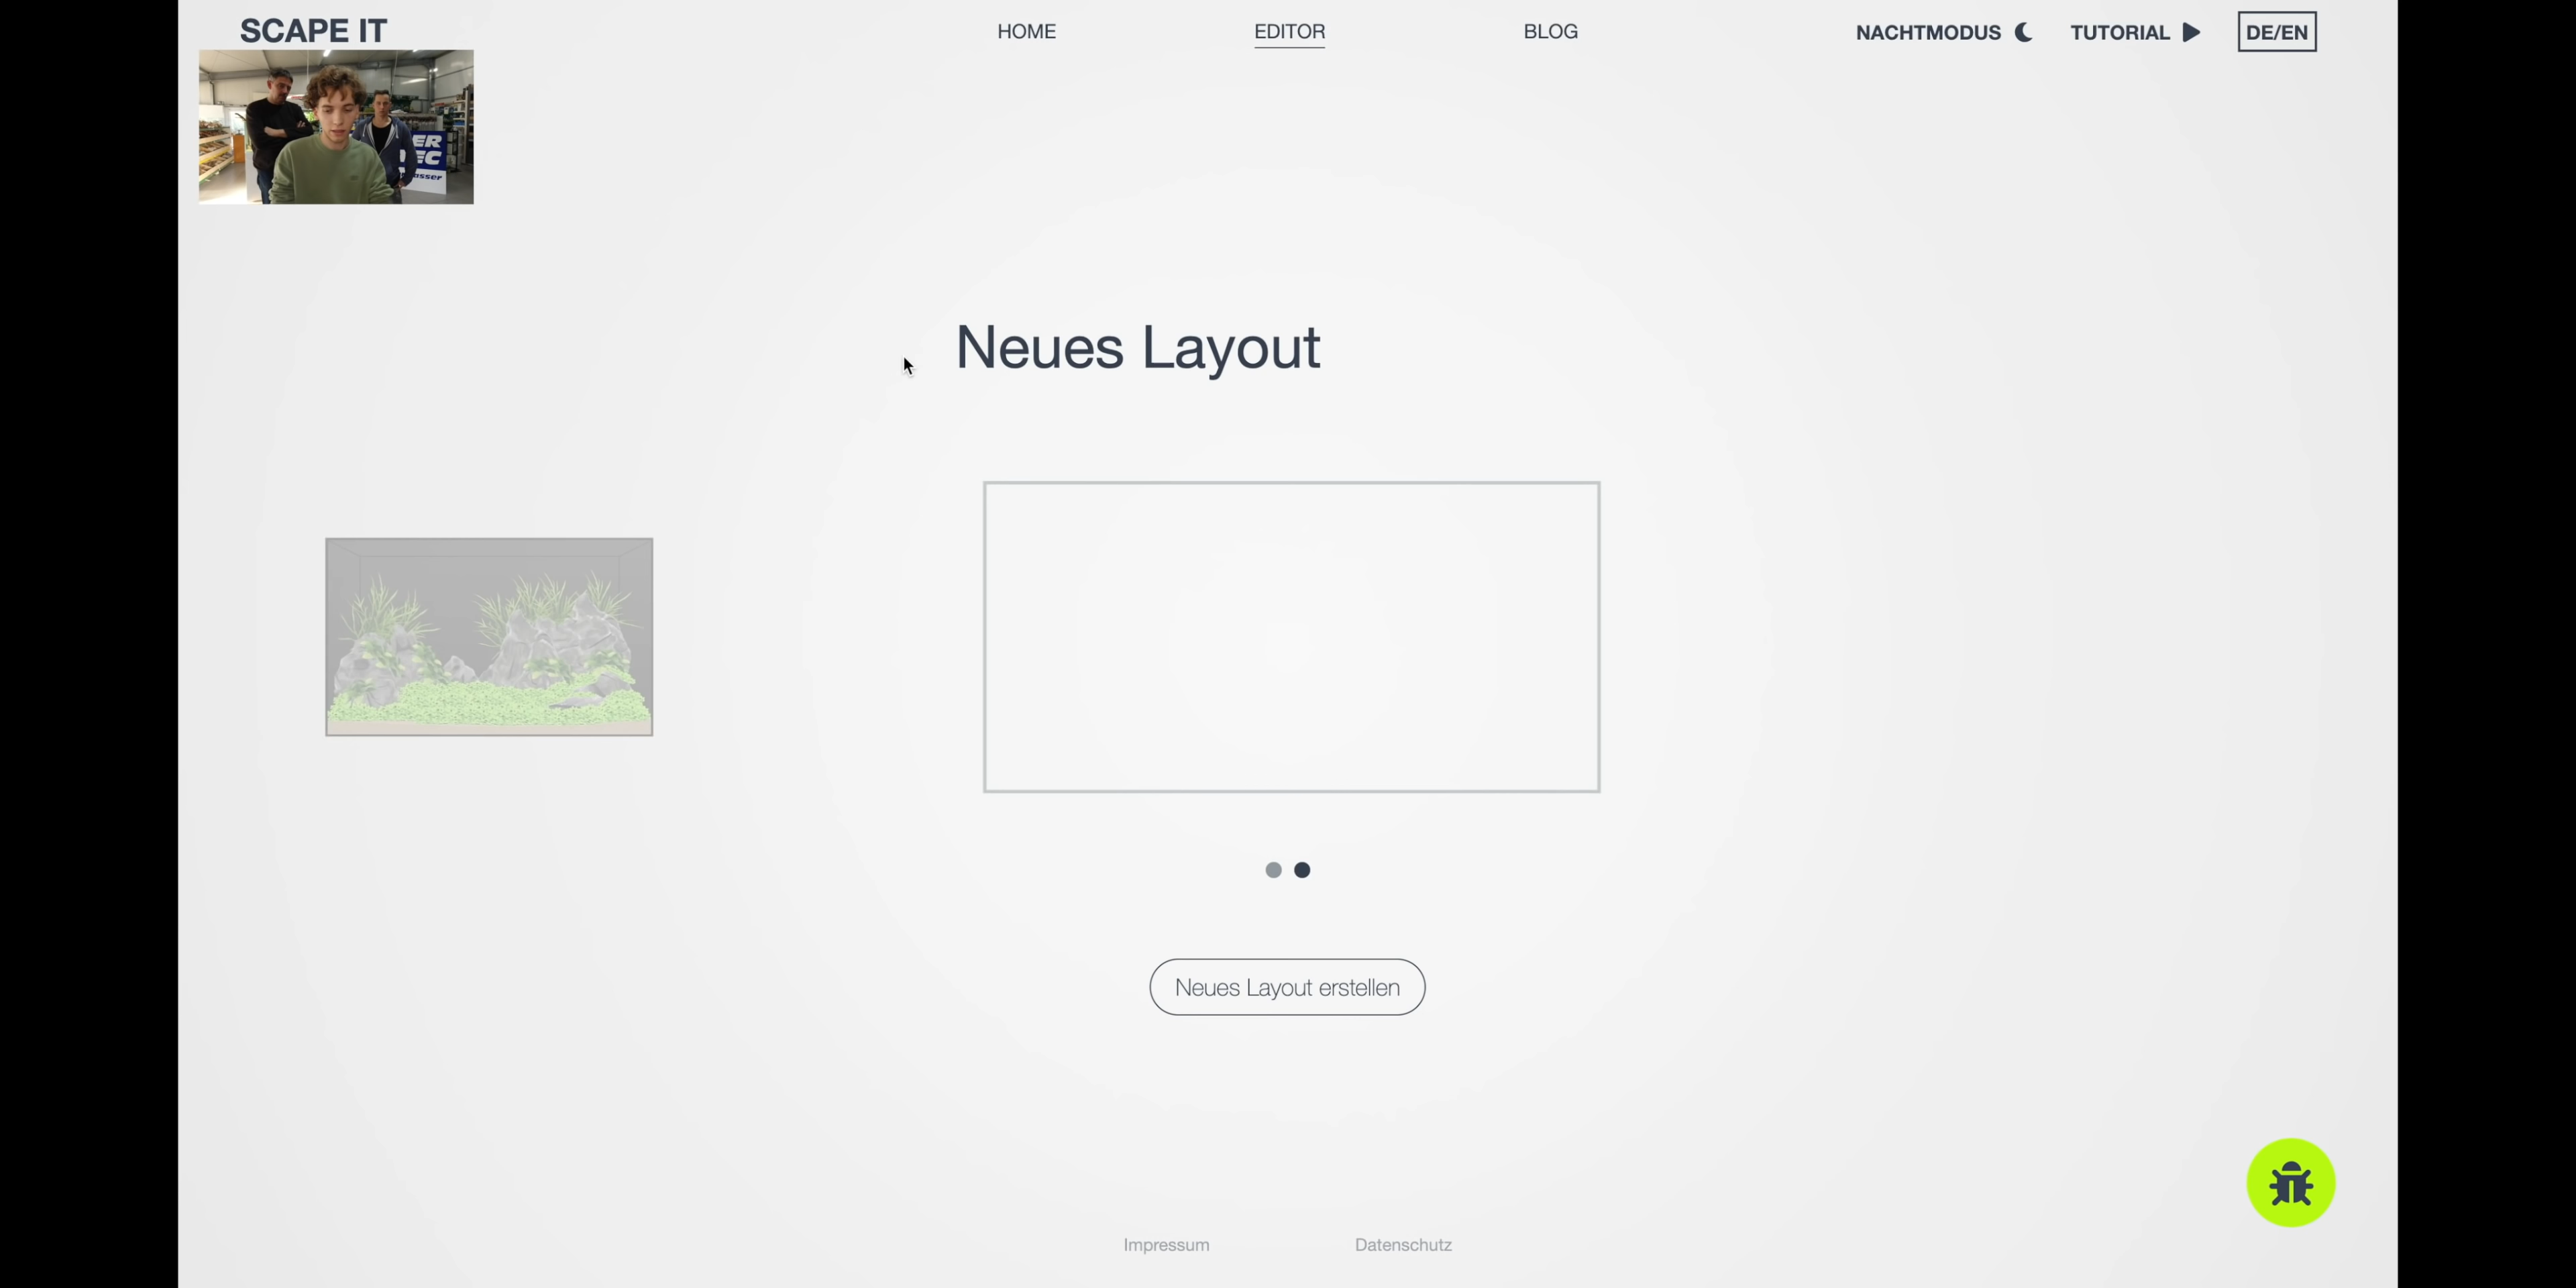 SCAPE IT
HOME
EDITOR
BLOG
NACHTMODUS
TUTORIAL
DE/EN
Neues Layout
Neues Layout erstellen
Impressum
Datenschutz